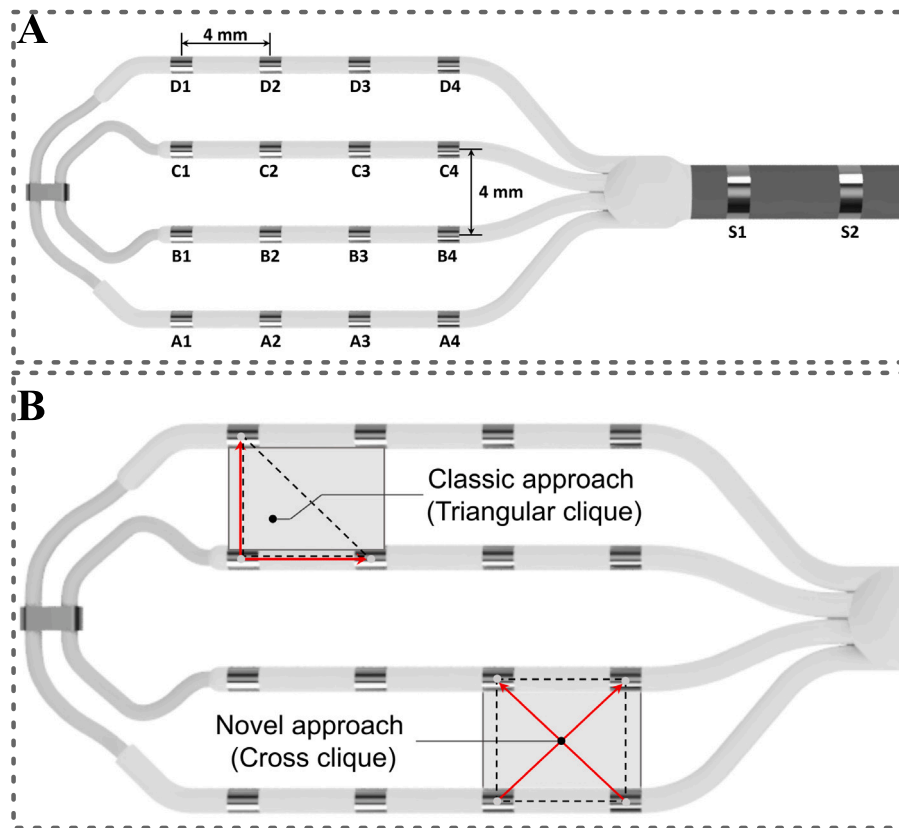 A
4 mm
D1 D2 D3 D4
C1 C2 C3 C4
4 mm
B1 B2 B3 B4
A1 A2 A3 A4
S1 S2
B
Classic approach
(Triangular clique)
Novel approach
(Cross clique)